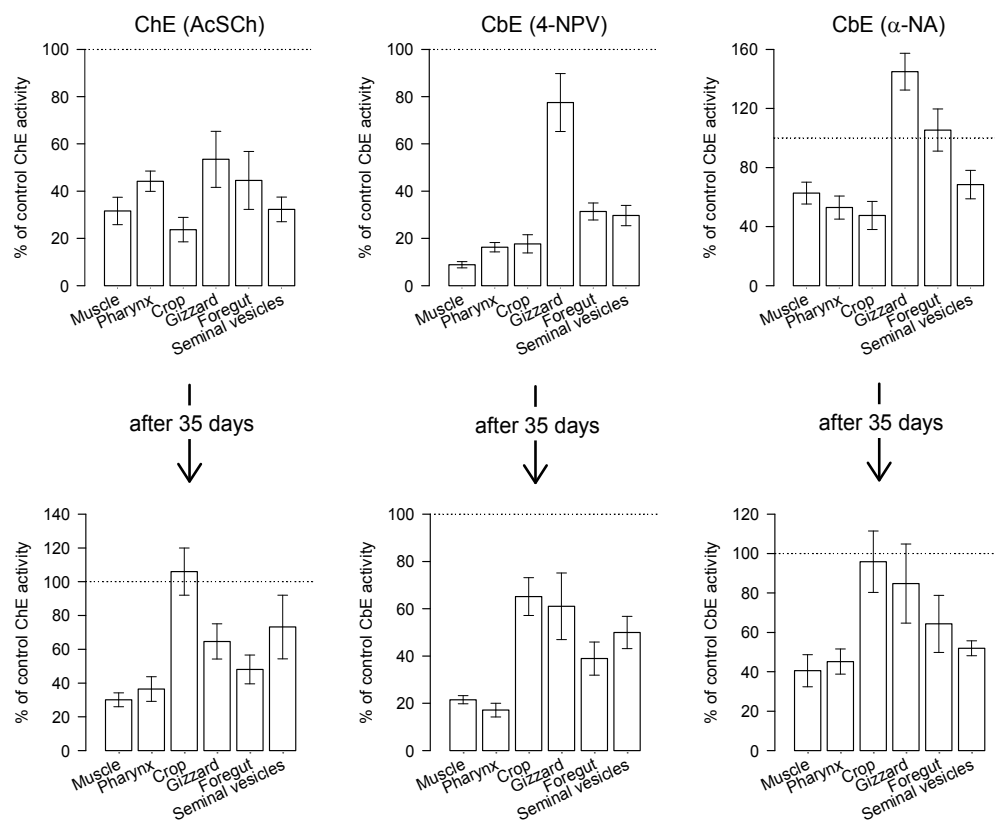 ChE (AcSCh)
CbE (4-NPV)
CbE (α-NA)
% of control ChE activity
100
80
60
40
20
0
Muscle
Pharynx
Crop
Gizzard
Foregut
Seminal vesicles
% of control CbE activity
100
80
60
40
20
0
Muscle
Pharynx
Crop
Gizzard
Foregut
Seminal vesicles
% of control CbE activity
160
120
80
40
0
Muscle
Pharynx
Crop
Gizzard
Foregut
Seminal vesicles
after 35 days
after 35 days
after 35 days
% of control ChE activity
140
120
100
80
60
40
20
0
Muscle
Pharynx
Crop
Gizzard
Foregut
Seminal vesicles
% of control CbE activity
100
80
60
40
20
0
Muscle
Pharynx
Crop
Gizzard
Foregut
Seminal vesicles
% of control CbE activity
120
100
80
60
40
20
0
Muscle
Pharynx
Crop
Gizzard
Foregut
Seminal vesicles